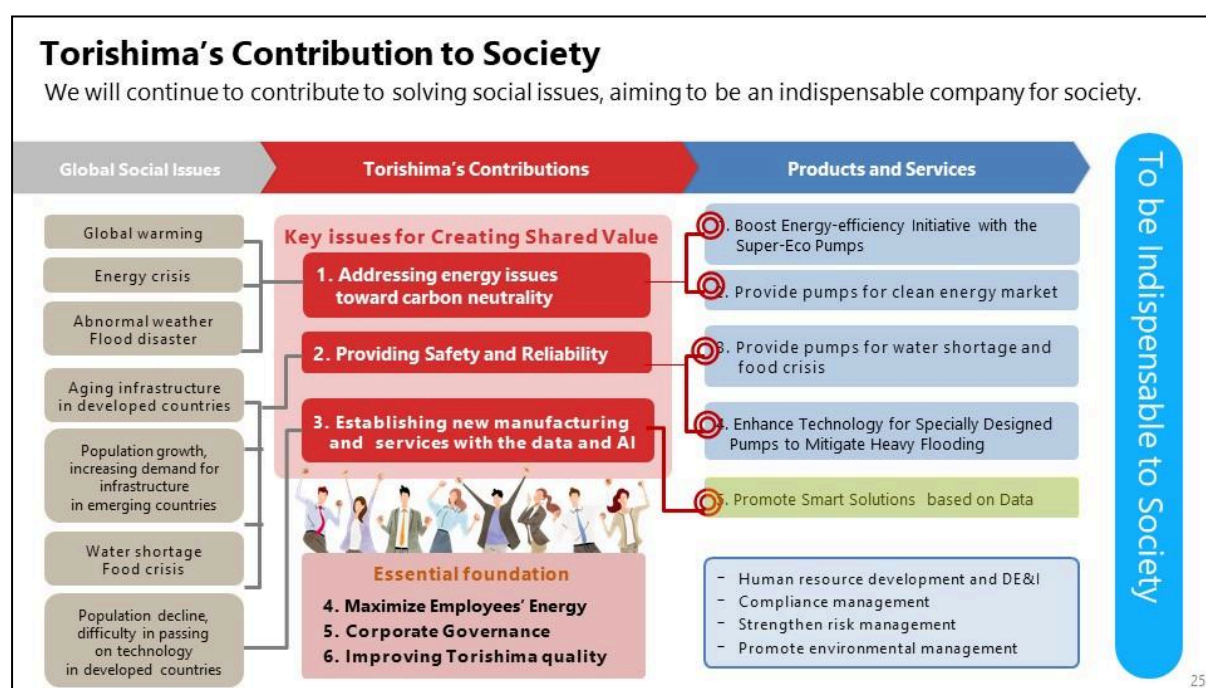 Torishima's Contribution to Society
We will continue to contribute to solving social issues, aiming to be an indispensable company for society.
Global Social Issues
Torishima's Contributions
Products and Services
Global warming
Energy crisis
Abnormal weather
Flood disaster
Aging infrastructure
in developed countries
Population growth,
increasing demand for
infrastructure
in emerging countries
Water shortage
Food crisis
Population decline,
difficulty in passing
on technology
in developed countries
Key issues for Creating Shared Value
1. Addressing energy issues
toward carbon neutrality
2. Providing Safety and Reliability
3. Establishing new manufacturing
and services with the data and AI
Essential foundation
4. Maximize Employees' Energy
5. Corporate Governance
6. Improving Torishima quality
. Boost Energy-efficiency Initiative with the
Super-Eco Pumps
2. Provide pumps for clean energy market
3. Provide pumps for water shortage and
food crisis
4. Enhance Technology for Specially Designed
Pumps to Mitigate Heavy Flooding
5. Promote Smart Solutions based on Data
- Human resource development and DE&I
- Compliance management
- Strengthen risk management
- Promote environmental management
To be Indispensable to Society
25